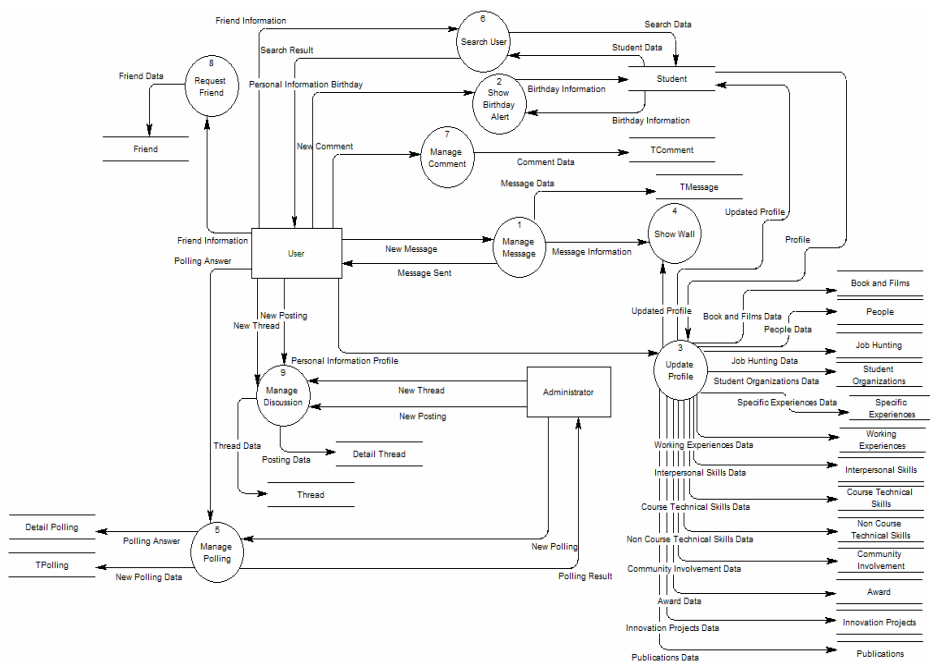 Friend Information
6
Search User
Search Data
Student Data
Search Result
8
Request
Friend
Friend Data
Personal Information Birthday
2
Show
Birthday
Alert
Birthday Information
Student
Birthday Information
Friend
New Comment
7
Manage
Comment
Comment Data
TComment
Message Data
TMessage
4
Show Wall
Updated Profile
Profile
Friend Information
User
New Message
1
Manage
Message
Message Information
Message Sent
Polling Answer
Book and Films
New Posting
New Thread
Updated Profile
Book and Films Data
People
People Data
Personal Information Profile
3
Update
Profile
Job Hunting
Job Hunting Data
9
Manage
Discussion
New Thread
New Posting
Administrator
Student Organizations Data
Student
Organizations
Specific Experiences Data
Specific
Experiences
Thread Data
Posting Data
Detail Thread
Working Experiences Data
Working
Experiences
Interpersonal Skills Data
Interpersonal Skills
Thread
Course Technical Skills Data
Course Technical
Skills
Detail Polling
Polling Answer
5
Manage
Polling
New Polling
Non Course Technical Skills Data
Non Course
Technical Skills
TPolling
New Polling Data
Polling Result
Community Involvement Data
Community
Involvement
Award Data
Award
Innovation Projects Data
Innovation Projects
Publications Data
Publications